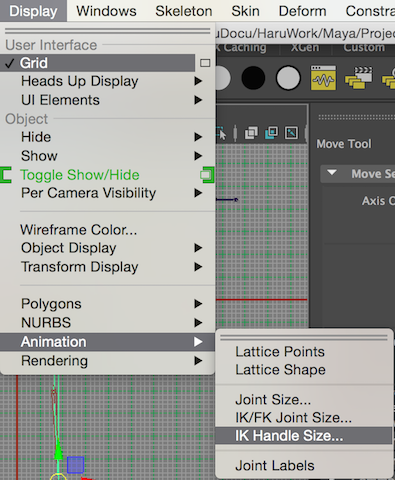 Display Windows Skeleton Skin Deform Constra
uDocu/HaruWork/Maya/Projec
User Interface
✓ Grid
Caching XGen
Heads Up Display
UI Elements
Object
Hide
Show
Toggle Show/Hide
Per Camera Visibility
Move Tool
Move Se
Axis O
Wireframe Color...
Object Display
Transform Display
Polygons
NURBS
Animation
Rendering
Lattice Points
Lattice Shape
Joint Size...
IK/FK Joint Size...
IK Handle Size...
Joint Labels